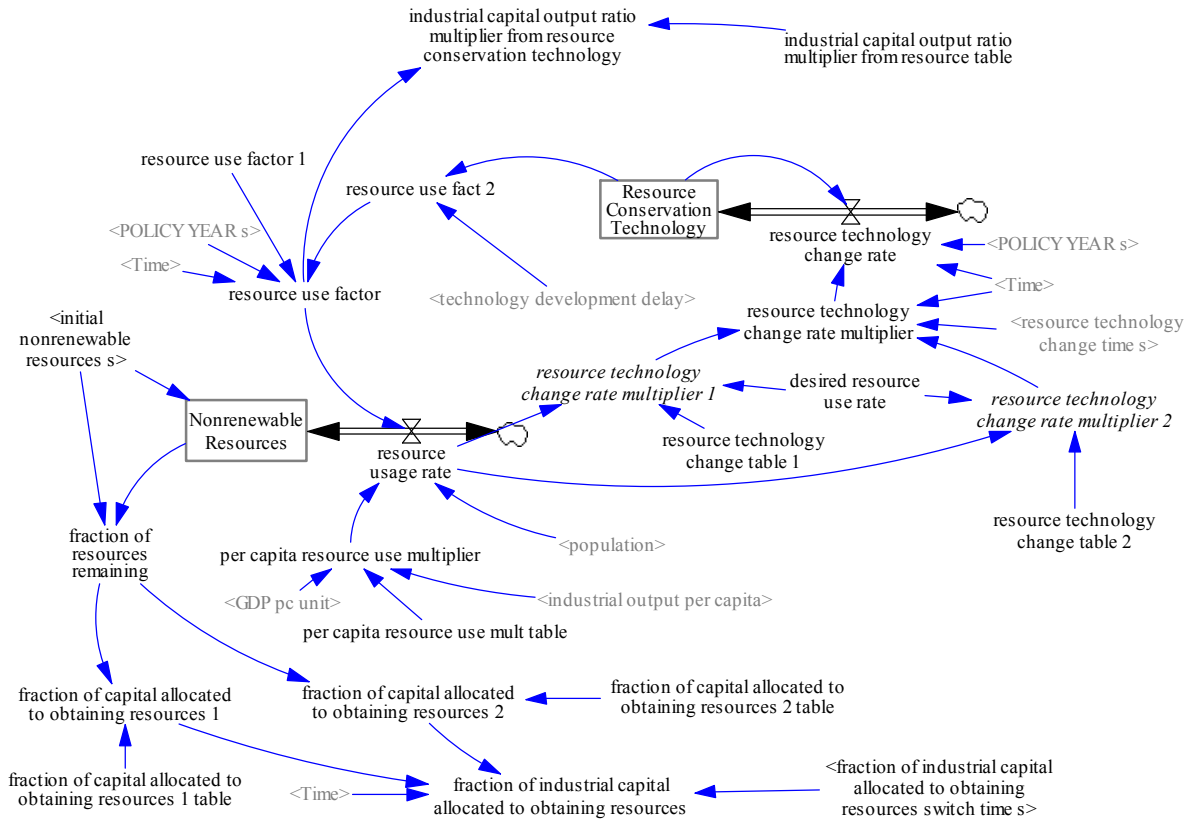 industrial capital output ratio
multiplier from resource
conservation technology
industrial capital output ratio
multiplier from resource table
resource use factor 1
resource use fact 2
Resource
Conservation
Technology
<POLICY YEAR s>
<Time>
resource use factor
<technology development delay>
resource technology
change rate
<POLICY YEAR s>
<Time>
resource technology
change rate multiplier
<resource technology
change time s>
<initial
nonrenewable
resources s>
resource technology
change rate multiplier 1
desired resource
use rate
resource technology
change rate multiplier 2
Nonrenewable
Resources
resource
usage rate
resource technology
change table 1
resource technology
change table 2
fraction of
resources
remaining
per capita resource use multiplier
<population>
<GDP pc unit>
<industrial output per capita>
per capita resource use mult table
fraction of capital allocated
to obtaining resources 1
fraction of capital allocated
to obtaining resources 2
fraction of capital allocated to
obtaining resources 2 table
fraction of capital allocated to
obtaining resources 1 table
<Time>
fraction of industrial capital
allocated to obtaining resources
<fraction of industrial capital
allocated to obtaining
resources switch time s>